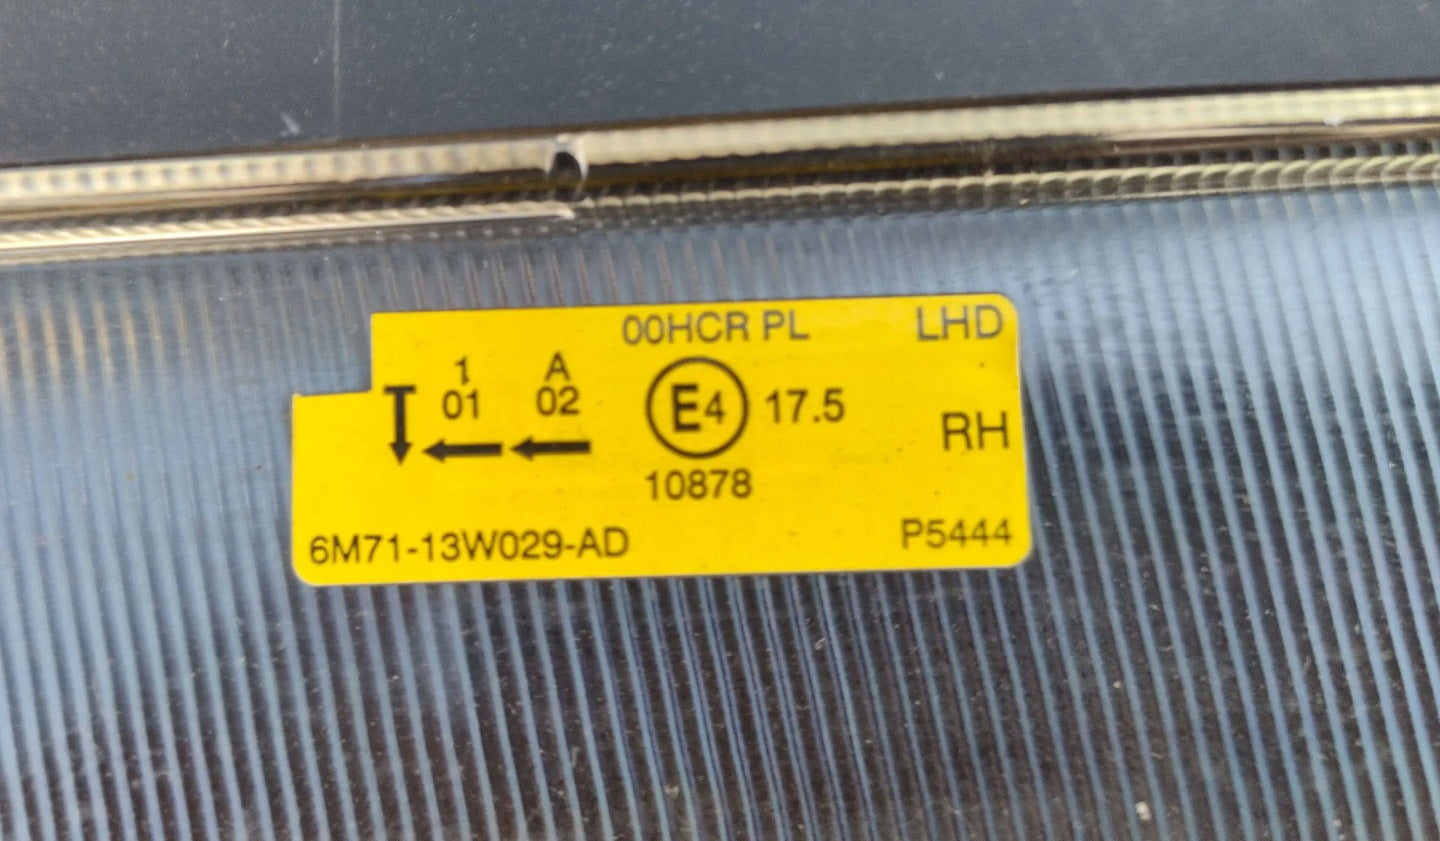 00HCR PL LHD
1 A
01 02 E4 17.5
RH
10878
6M71-13W029-AD P5444